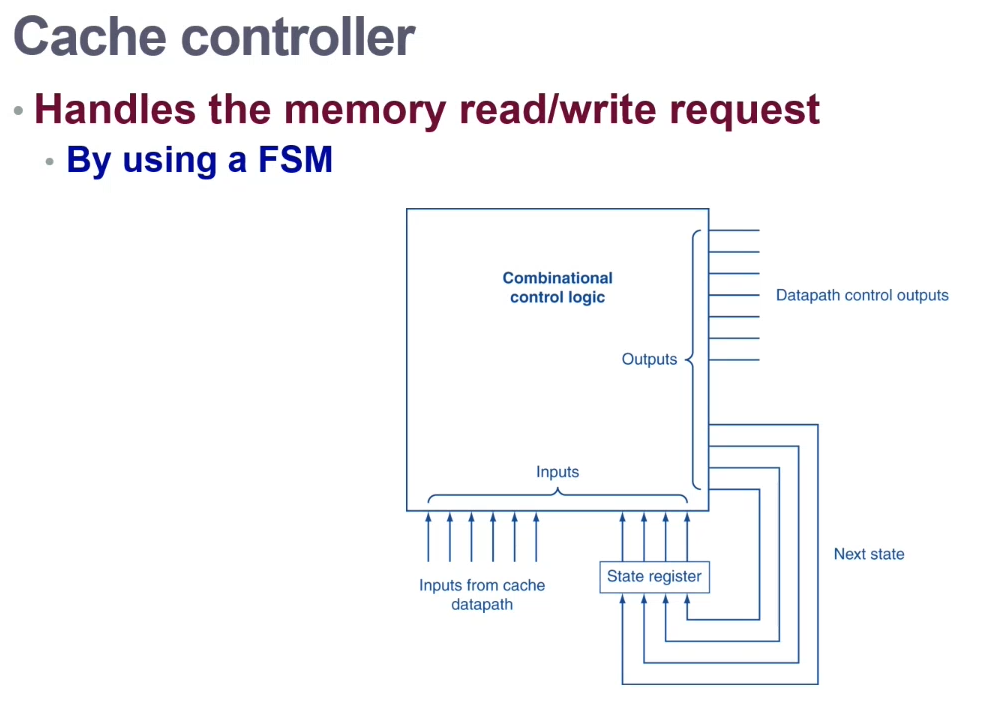 Cache controller
• Handles the memory read/write request
• By using a FSM
Combinational
control logic
Datapath control outputs
Outputs
Inputs
Next state
State register
Inputs from cache
datapath